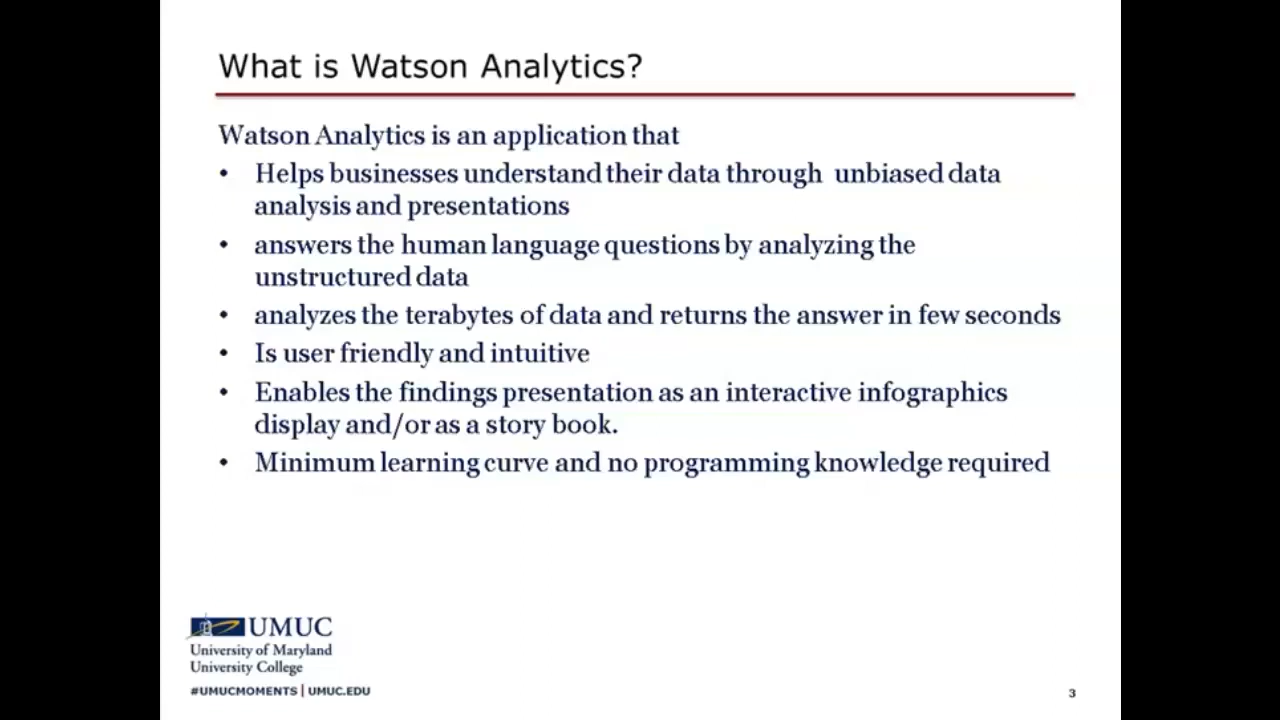 What is Watson Analytics?
Watson Analytics is an application that
• Helps businesses understand their data through unbiased data
analysis and presentations
• answers the human language questions by analyzing the
unstructured data
• analyzes the terabytes of data and returns the answer in few seconds
• Is user friendly and intuitive
• Enables the findings presentation as an interactive infographics
display and/or as a story book.
• Minimum learning curve and no programming knowledge required
UMUC
University of Maryland
University College
#UMUCMOMENTS | UMUC.EDU
3